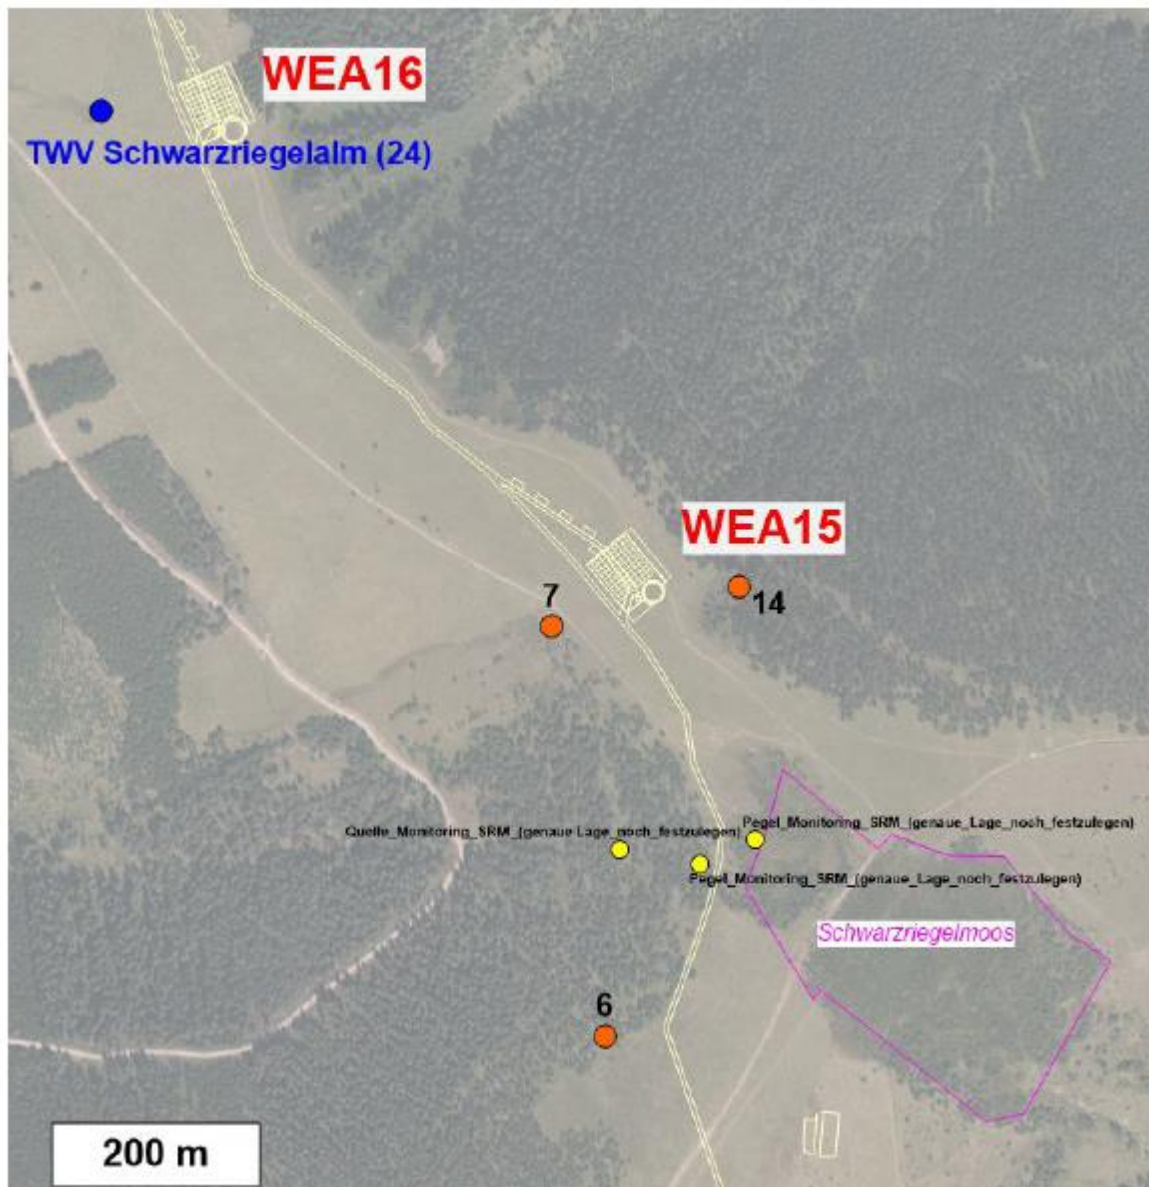 WEA16
TWV Schwarzriegelalm (24)
WEA15
7
14
Quelle_Monitoring_SRM_(genaue Lage_noch_festzulegen)
Pegel_Monitoring_SRM_(genaue_Lage_noch_festzulegen)
Pegel_Monitoring_SRM_(genaue_Lage_noch_festzulegen)
Schwarzriegelmoos
6
200 m